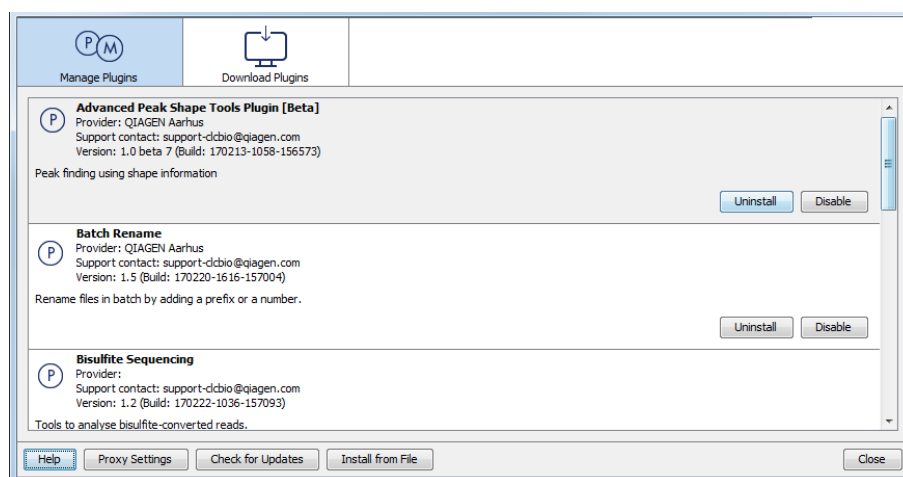 P M
Manage Plugins
Download Plugins
P
Advanced Peak Shape Tools Plugin [Beta]
Provider: QIAGEN Aarhus
Support contact: support-clcbio@qiagen.com
Version: 1.0 beta 7 (Build: 170213-1058-156573)
Peak finding using shape information
Uninstall
Disable
P
Batch Rename
Provider: QIAGEN Aarhus
Support contact: support-clcbio@qiagen.com
Version: 1.5 (Build: 170220-1616-157004)
Rename files in batch by adding a prefix or a number.
Uninstall
Disable
P
Bisulfite Sequencing
Provider:
Support contact: support-clcbio@qiagen.com
Version: 1.2 (Build: 170222-1036-157093)
Tools to analyse bisulfite-converted reads.
Help
Proxy Settings
Check for Updates
Install from File
Close